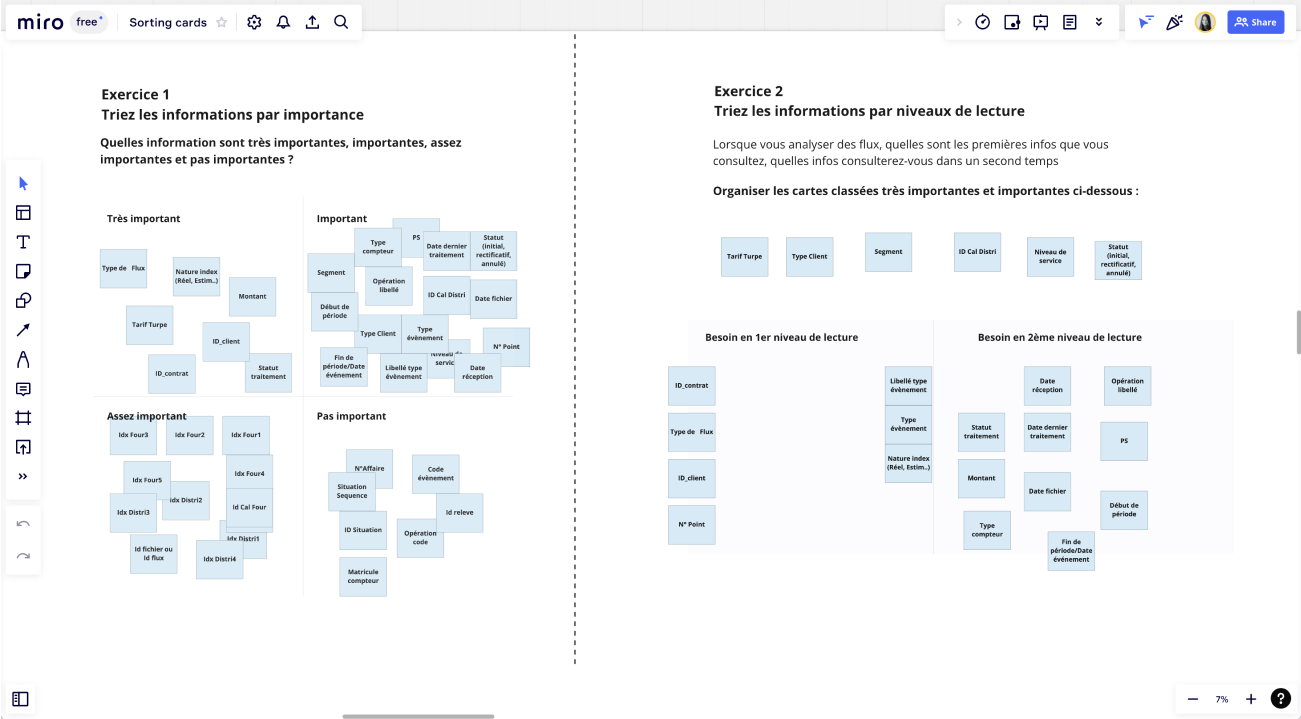 miro
free
Sorting cards
Share
Exercice 1
Triez les informations par importance
Quelles information sont très importantes, importantes, assez
importantes et pas importantes ?
Très important
Type de Flux
Nature index
(Réel, Estim..)
Montant
Tarif Turpe
ID_client
ID_contrat
Statut
traitement
Important
PS
Type
compteur
Date dernier
traitement
Statut
(initial,
rectificatif,
annulé)
Segment
Opération
libellé
ID Cal Distri
Date fichier
Début de
période
Type Client
Type
évènement
N° Point
Fin de
période/Date
événement
Libellé type
évènement
Niveau de
servic
Date
réception
Assez important
Idx Four3
Idx Four2
Idx Four1
Idx Four5
Idx Four4
Idx Distri2
Idx Distri3
Id Cal Four
Idx Distri1
Id fichier ou
Id flux
Idx Distri4
Pas important
N°Affaire
Code
évènement
Situation
Sequence
Id releve
ID Situation
Opération
code
Matricule
compteur
Exercice 2
Triez les informations par niveaux de lecture
Lorsque vous analyser des flux, quelles sont les premières infos que vous
consultez, quelles infos consulterez-vous dans un second temps
Organiser les cartes classées très importantes et importantes ci-dessous :
Tarif Turpe
Type Client
Segment
ID Cal Distri
Niveau de
service
Statut
(initial,
rectificatif,
annulé)
Besoin en 1er niveau de lecture
ID_contrat
Type de Flux
ID_client
N° Point
Libellé type
évènement
Type
évènement
Nature index
(Réel, Estim..)
Besoin en 2ème niveau de lecture
Date
réception
Opération
libellé
Statut
traitement
Date dernier
traitement
PS
Montant
Date fichier
Début de
période
Type
compteur
Fin de
période/Date
événement
7%